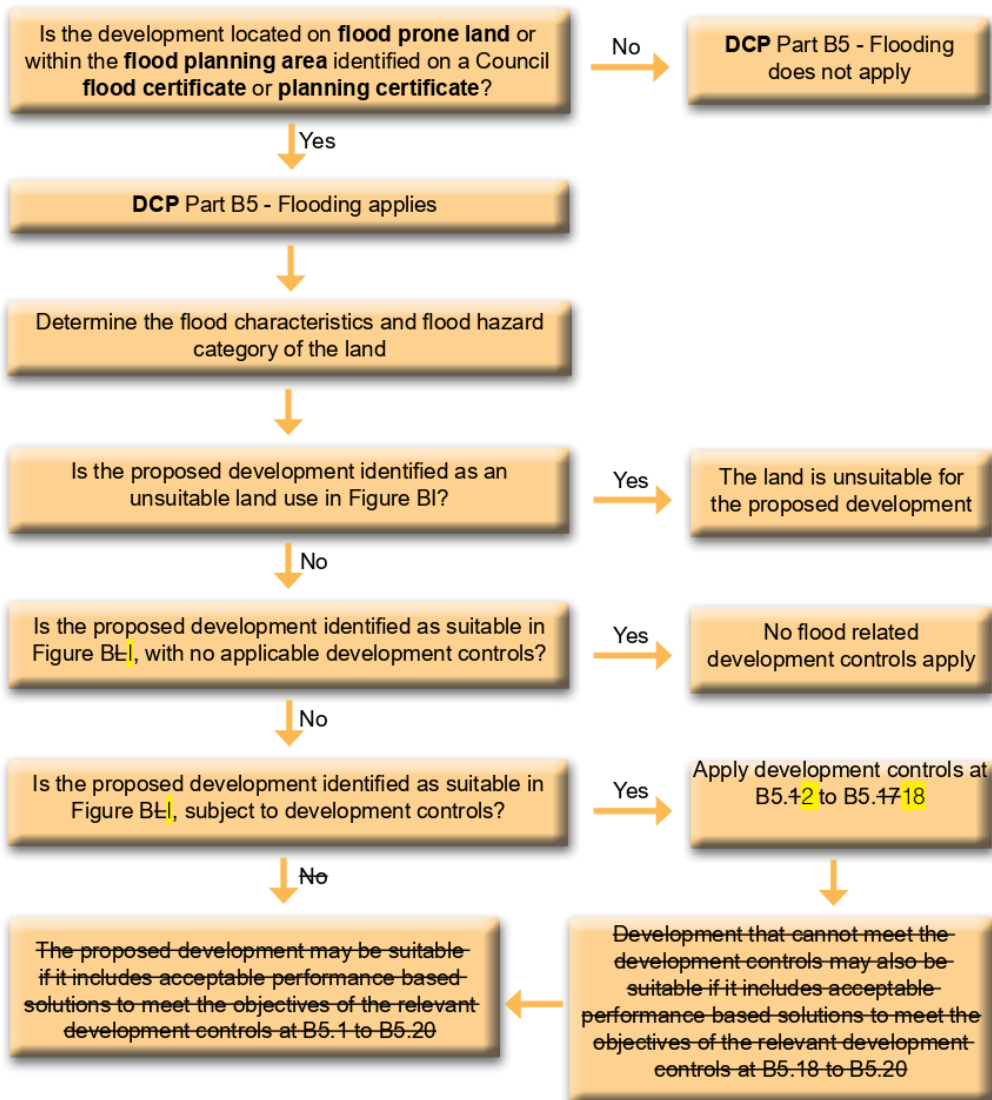 Is the development located on flood prone land or
within the flood planning area identified on a Council
flood certificate or planning certificate?
No
DCP Part B5 - Flooding
does not apply
Yes
DCP Part B5 - Flooding applies
Determine the flood characteristics and flood hazard
category of the land
Is the proposed development identified as an
unsuitable land use in Figure BI?
Yes
The land is unsuitable for
the proposed development
No
Is the proposed development identified as suitable in
Figure BLI, with no applicable development controls?
Yes
No flood related
development controls apply
No
Is the proposed development identified as suitable in
Figure BLI, subject to development controls?
Yes
Apply development controls at
B5.12 to B5.1718
No
The proposed development may be suitable
if it includes acceptable performance based
solutions to meet the objectives of the relevant
development controls at B5.1 to B5.20
Development that cannot meet the
development controls may also be
suitable if it includes acceptable
performance based solutions to meet the
objectives of the relevant development
controls at B5.18 to B5.20